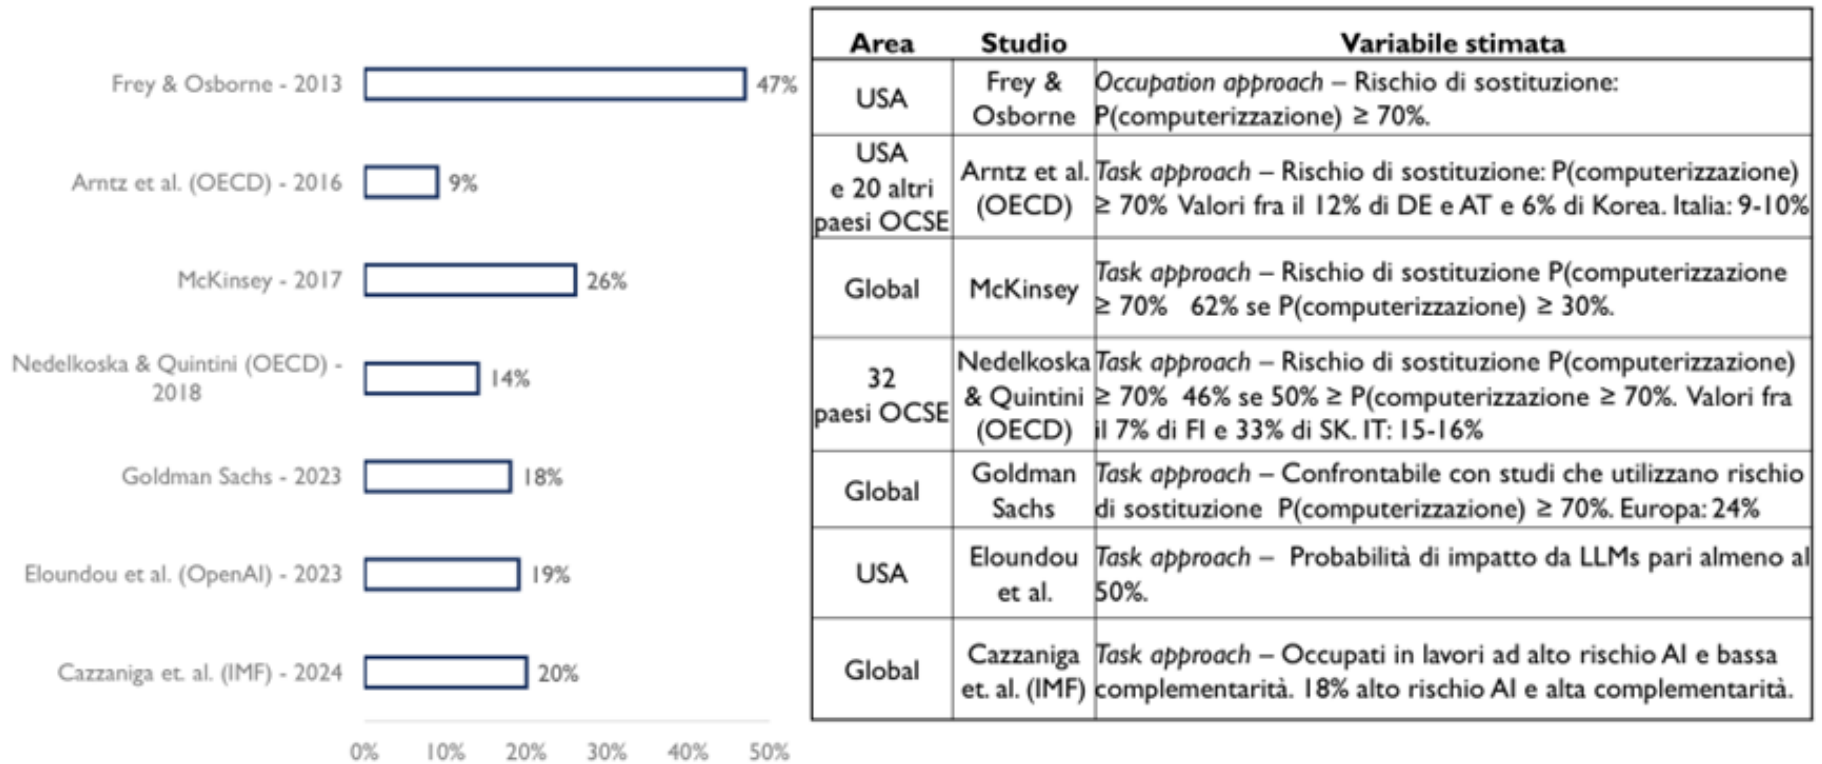 Frey & Osborne - 2013
47%
Arntz et al. (OECD) - 2016
9%
McKinsey - 2017
26%
Nedelkoska & Quintini (OECD) -
2018
14%
Goldman Sachs - 2023
18%
Eloundou et al. (OpenAI) - 2023
19%
Cazzaniga et. al. (IMF) - 2024
20%
0% 10% 20% 30% 40% 50%
Area Studio Variabile stimata
USA
Frey &
Osborne
Occupation approach – Rischio di sostituzione:
P(computerizzazione) ≥ 70%.
USA
e 20 altri
paesi OCSE
Arntz et al.
(OECD)
Task approach – Rischio di sostituzione: P(computerizzazione)
≥ 70% Valori fra il 12% di DE e AT e 6% di Korea. Italia: 9-10%
Global
McKinsey
Task approach – Rischio di sostituzione P(computerizzazione
≥ 70% 62% se P(computerizzazione) ≥ 30%.
32
paesi OCSE
Nedelkoska
& Quintini
(OECD)
Task approach – Rischio di sostituzione P(computerizzazione)
≥ 70% 46% se 50% ≥ P(computerizzazione ≥ 70%. Valori fra
il 7% di FI e 33% di SK. IT: 15-16%
Global
Goldman
Sachs
Task approach – Confrontabile con studi che utilizzano rischio
di sostituzione P(computerizzazione) ≥ 70%. Europa: 24%
USA
Eloundou
et al.
Task approach – Probabilità di impatto da LLMs pari almeno al
50%.
Global
Cazzaniga
et. al. (IMF)
Task approach – Occupati in lavori ad alto rischio AI e bassa
complementarità. 18% alto rischio AI e alta complementarità.